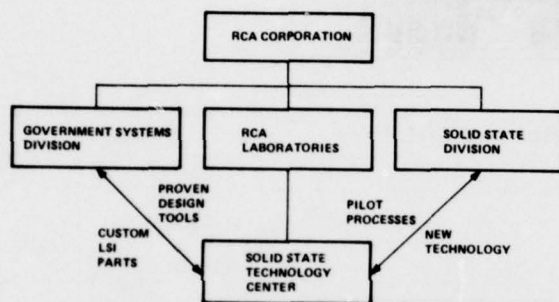 RCA CORPORATION
GOVERNMENT SYSTEMS
DIVISION
RCA
LABORATORIES
SOLID STATE
DIVISION
PROVEN
DESIGN
TOOLS
CUSTOM
LSI
PARTS
PILOT
PROCESSES
NEW
TECHNOLOGY
SOLID STATE
TECHNOLOGY
CENTER